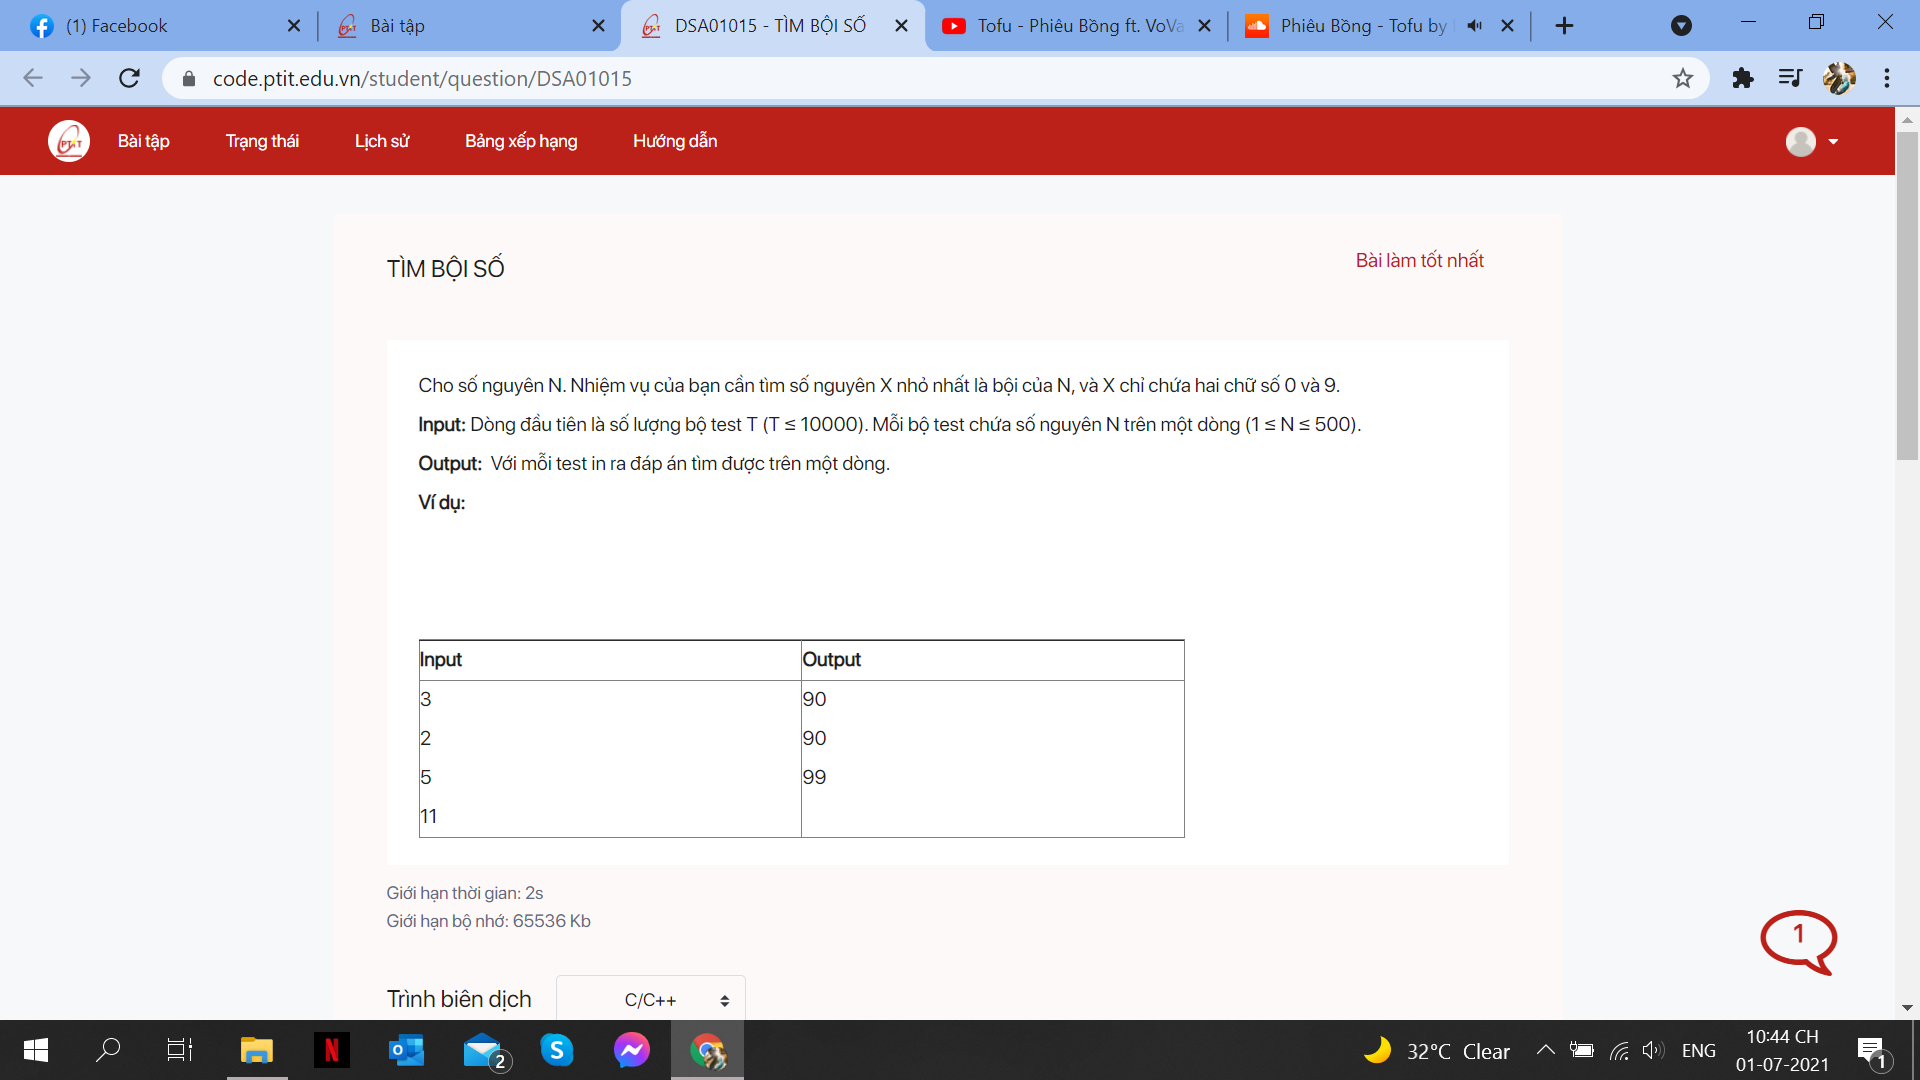 (1) Facebook
Bài tập
DSA01015 - TÌM BỘI SỐ
Tofu - Phiêu Bồng ft. VoVa
Phiêu Bồng - Tofu by
code.ptit.edu.vn/student/question/DSA01015
PTIT
Bài tập
Trạng thái
Lịch sử
Bảng xếp hạng
Hướng dẫn
TÌM BỘI SỐ
Bài làm tốt nhất
Cho số nguyên N. Nhiệm vụ của bạn cần tìm số nguyên X nhỏ nhất là bội của N, và X chỉ chứa hai chữ số 0 và 9.
Input: Dòng đầu tiên là số lượng bộ test T (T ≤ 10000). Mỗi bộ test chứa số nguyên N trên một dòng (1 ≤ N ≤ 500).
Output: Với mỗi test in ra đáp án tìm được trên một dòng.
Ví dụ:
Input Output
3 90
2 90
5 99
11
Giới hạn thời gian: 2s
Giới hạn bộ nhớ: 65536 Kb
1
Trình biên dịch
C/C++
N
2
S
32°C Clear
ENG
10:44 CH
01-07-2021
1